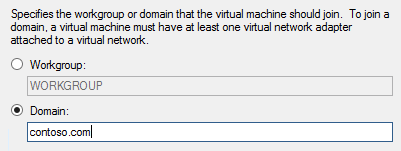 Specifies the workgroup or domain that the virtual machine should join.  To join a
domain, a virtual machine must have at least one virtual network adapter
attached to a virtual network.
Workgroup:
WORKGROUP
Domain:
contoso.com